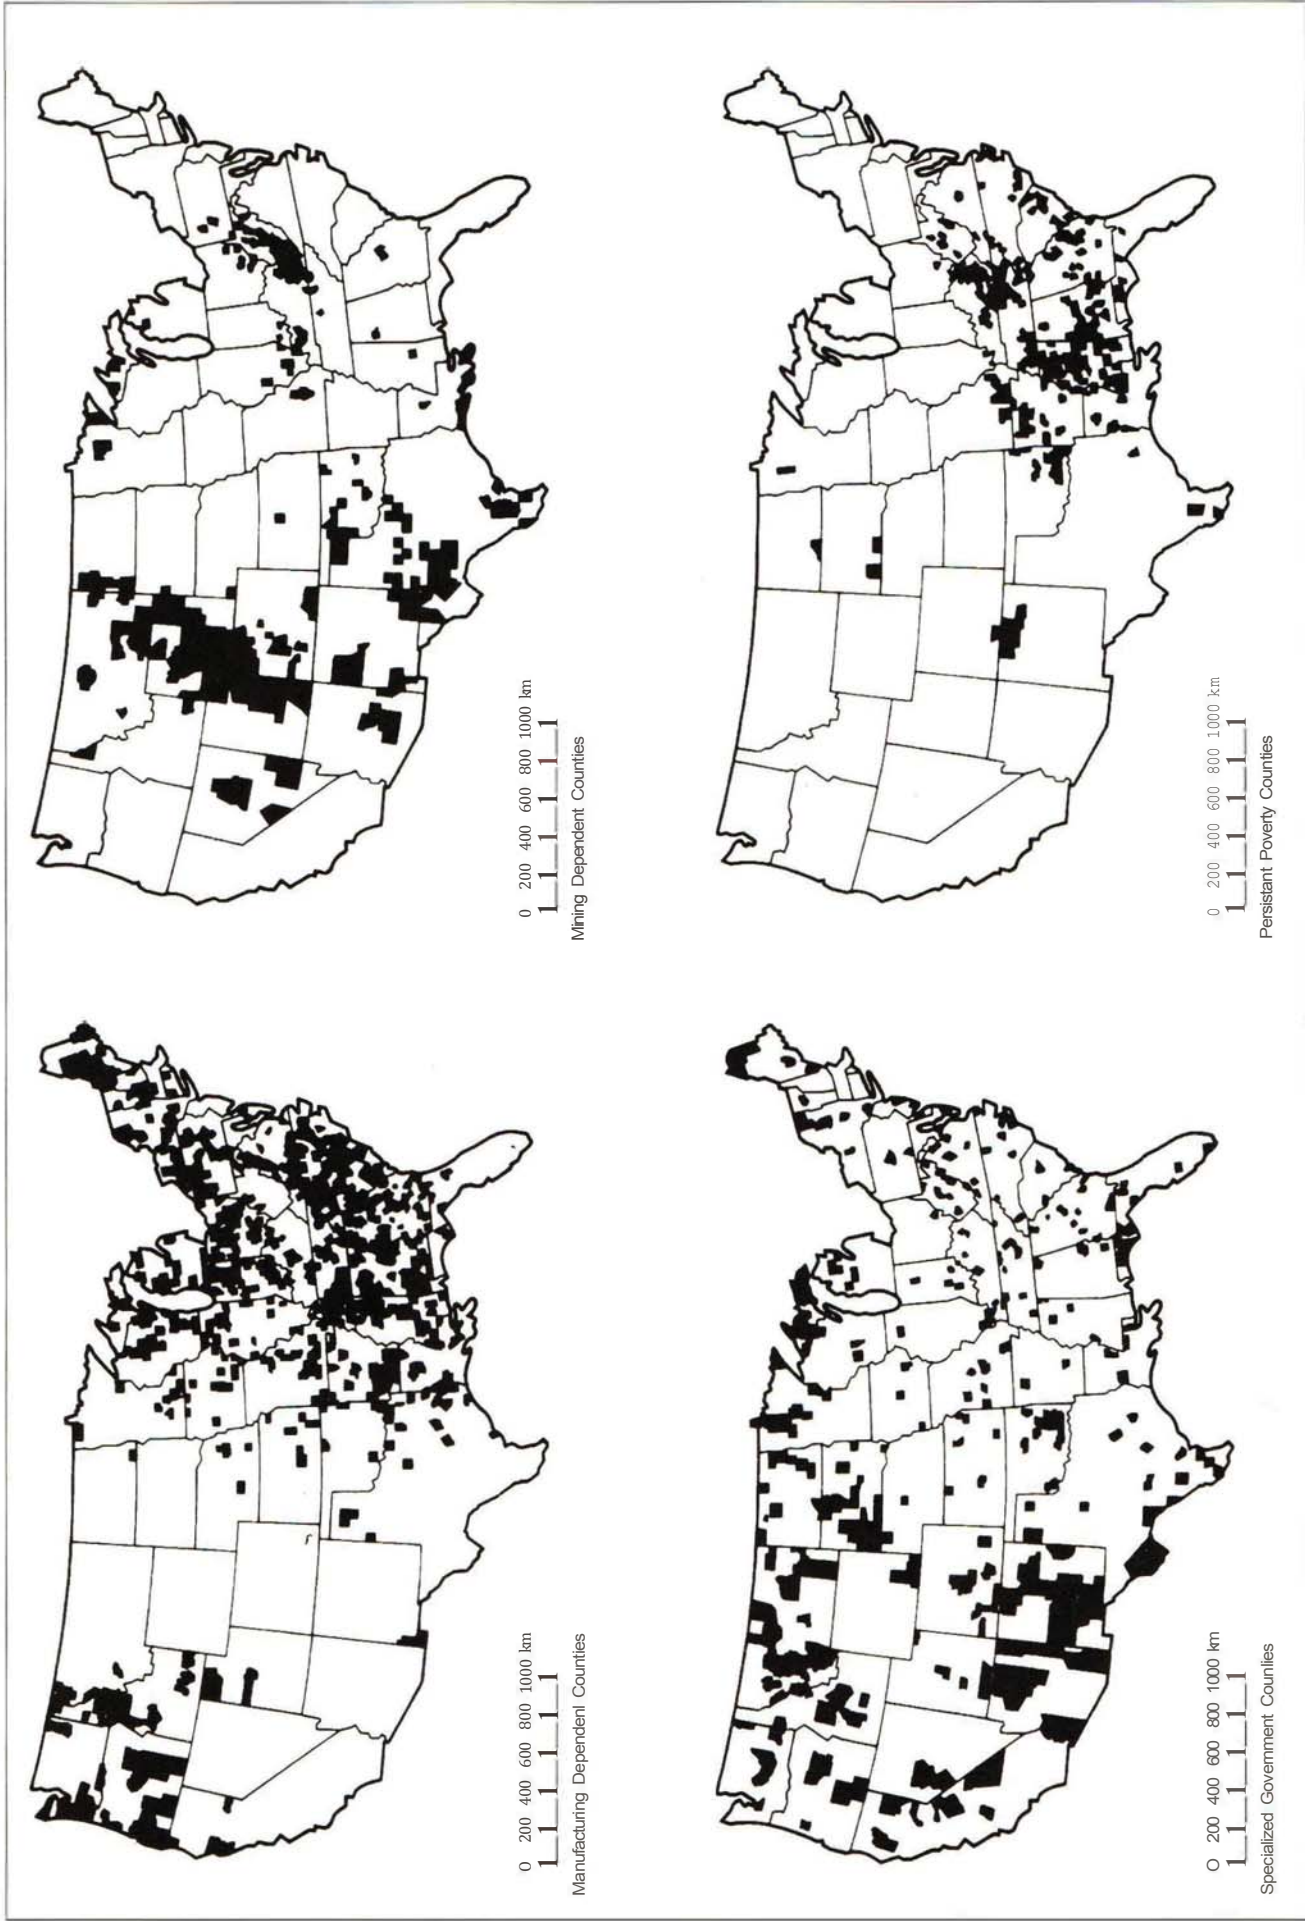 0 200 400 600 800 1000 km
Manufacturing Dependenl Counties
0 200 400 600 800 1000 km
Mining Dependent Counties
O 200 400 600 800 1000 km
Specialized Government Counlies
0 200 400 600 800 1000 km
Persistant Poverty Counties